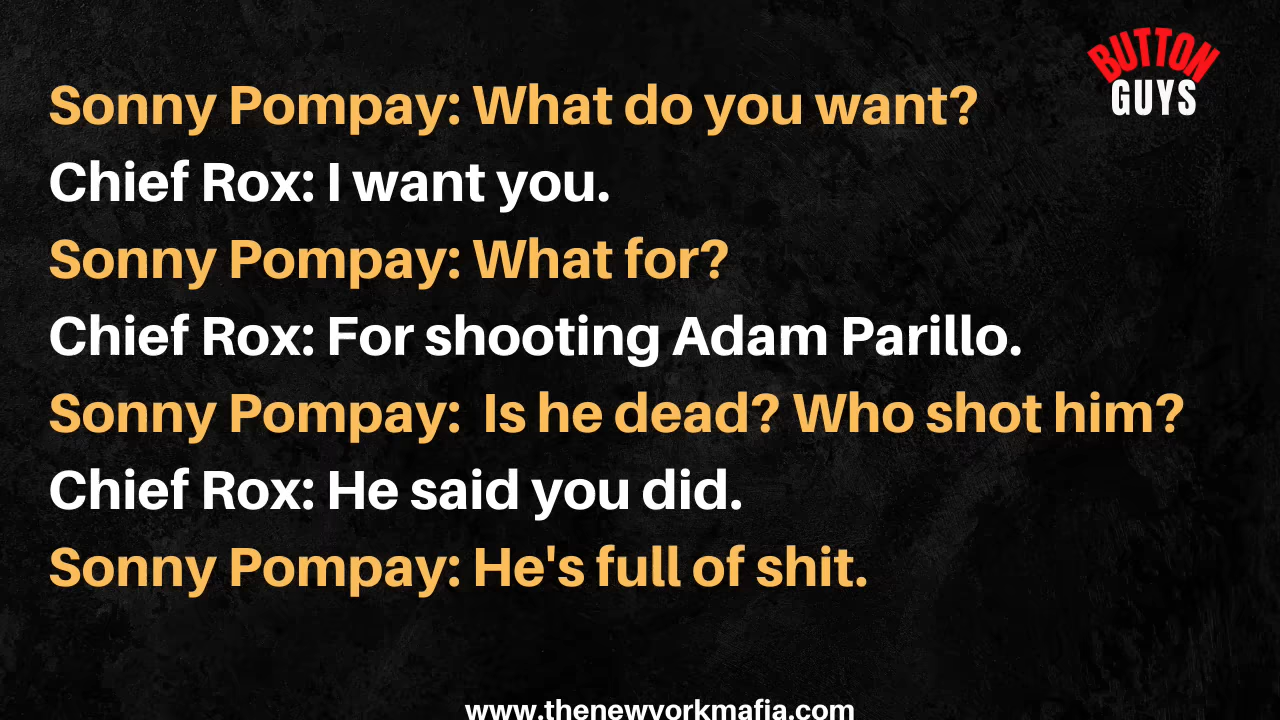 BUTTON
GUYS
Sonny Pompay: What do you want?
Chief Rox: I want you.
Sonny Pompay: What for?
Chief Rox: For shooting Adam Parillo.
Sonny Pompay:  Is he dead? Who shot him?
Chief Rox: He said you did.
Sonny Pompay: He's full of shit.
www.thenewyorkmafia.com